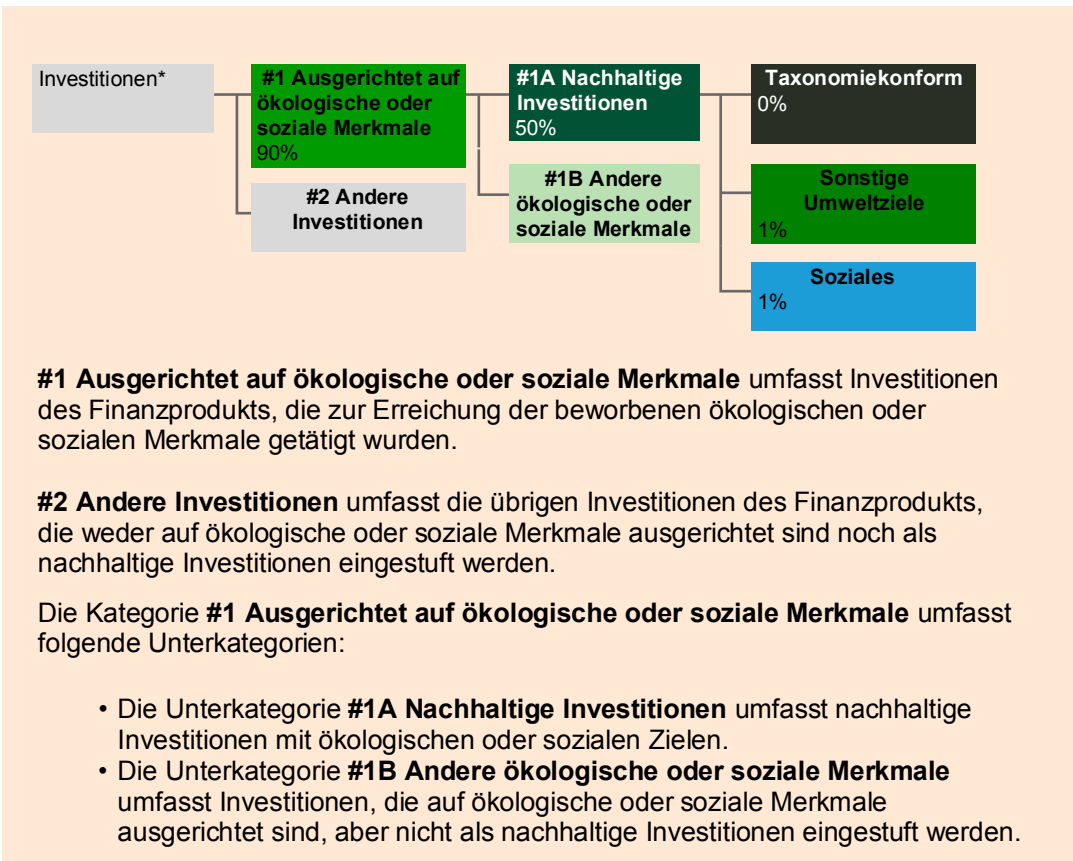 Investitionen*
#1 Ausgerichtet auf
ökologische oder
soziale Merkmale
90%
#2 Andere
Investitionen
#1A Nachhaltige
Investitionen
50%
#1B Andere
ökologische oder
soziale Merkmale
Taxonomiekonform
0%
Sonstige
Umweltziele
1%
Soziales
1%
#1 Ausgerichtet auf ökologische oder soziale Merkmale umfasst Investitionen
des Finanzprodukts, die zur Erreichung der beworbenen ökologischen oder
sozialen Merkmale getätigt wurden.
#2 Andere Investitionen umfasst die übrigen Investitionen des Finanzprodukts,
die weder auf ökologische oder soziale Merkmale ausgerichtet sind noch als
nachhaltige Investitionen eingestuft werden.
Die Kategorie #1 Ausgerichtet auf ökologische oder soziale Merkmale umfasst
folgende Unterkategorien:
• Die Unterkategorie #1A Nachhaltige Investitionen umfasst nachhaltige
Investitionen mit ökologischen oder sozialen Zielen.
• Die Unterkategorie #1B Andere ökologische oder soziale Merkmale
umfasst Investitionen, die auf ökologische oder soziale Merkmale
ausgerichtet sind, aber nicht als nachhaltige Investitionen eingestuft werden.